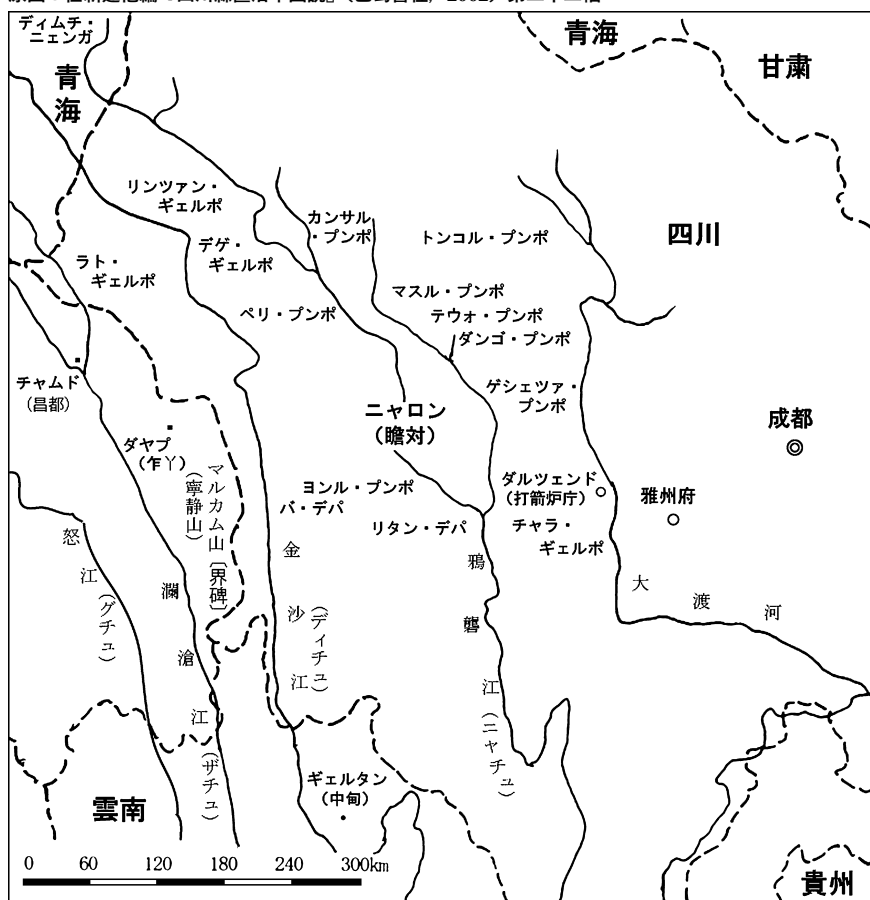 ディムチ・
ニェンガ
青海
青海
甘粛
四川
リンツァン・
ギェルポ
カンサル
・プンポ
トンコル・プンポ
デゲ・
ギェルポ
ラト・
ギェルポ
マスル・プンポ
ペリ・プンポ
テウォ・プンポ
ダンゴ・プンポ
チャムド
(昌都)
ゲシェツァ・
プンポ
ニャロン
(瞻対)
成都
ダヤプ
(乍丫)
マルカム山〔界碑〕
(寧静山)
ヨンル・プンポ
バ・デパ
リタン・デパ
ダルツェンド
(打箭炉庁)
雅州府
チャラ・
ギェルポ
怒江(グチュ)
瀾滄江(ザチュ)
金沙江(ディチュ)
鴉礱江(ニャチュ)
大渡河
雲南
ギェルタン
(中甸)
貴州
0 60 120 180 240 300km